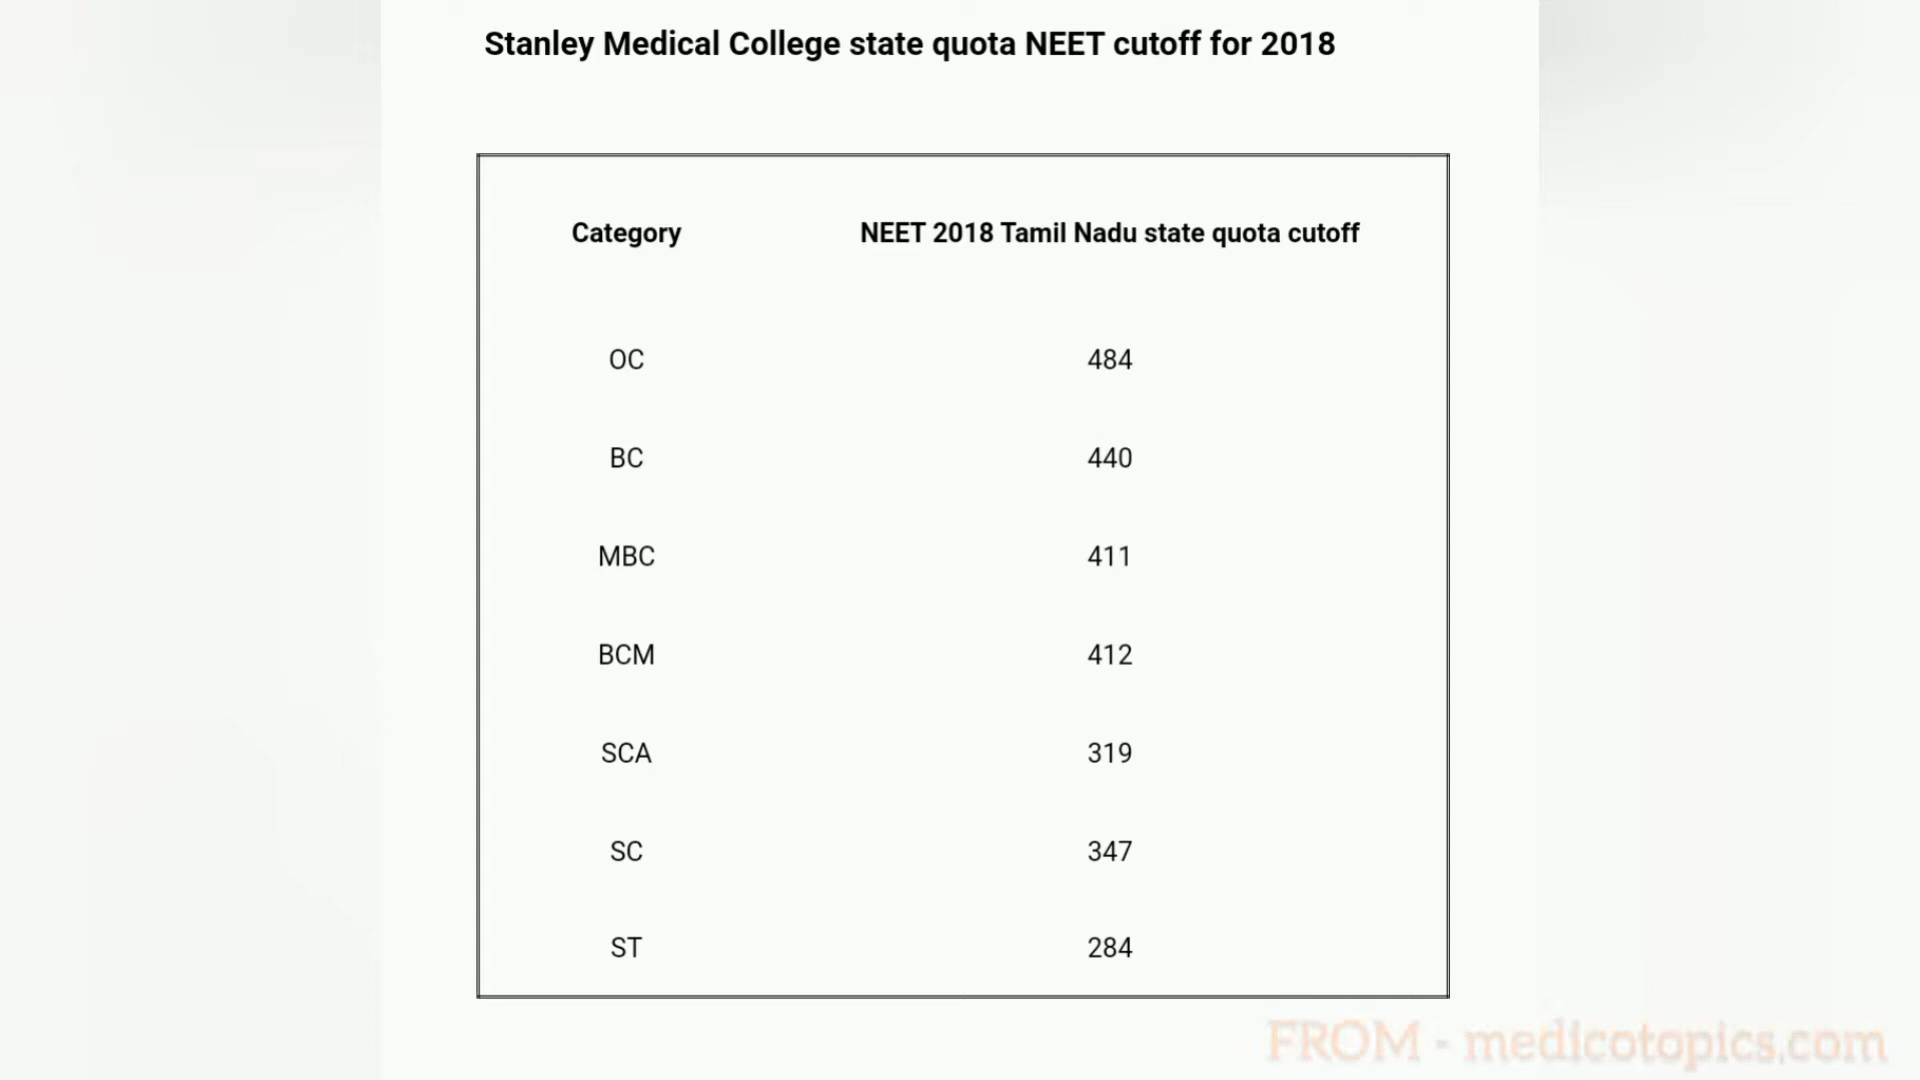 Stanley Medical College state quota NEET cutoff for 2018
Category NEET 2018 Tamil Nadu state quota cutoff
OC 484
BC 440
MBC 411
BCM 412
SCA 319
SC 347
ST 284
FROM - medicotopics.com